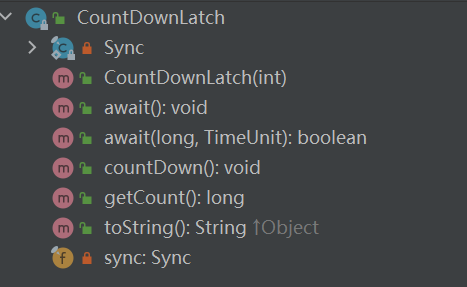 CountDownLatch
Sync
CountDownLatch(int)
await(): void
await(long, TimeUnit): boolean
countDown(): void
getCount(): long
toString(): String ↑Object
sync: Sync